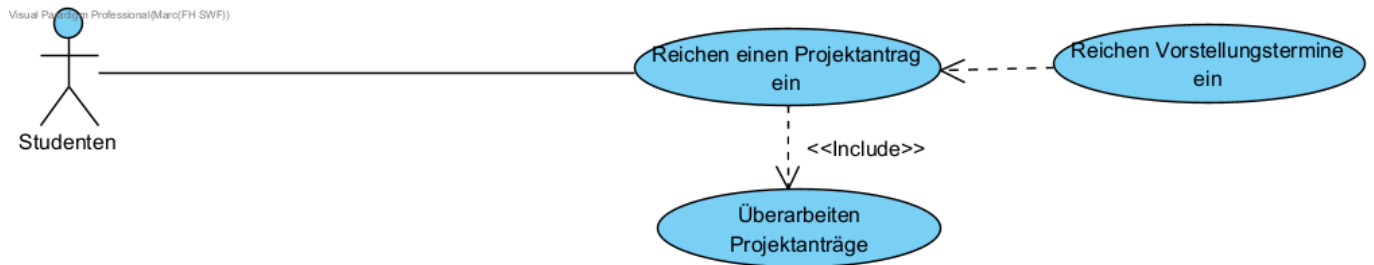 Visual Paradigm Professional(Marc(FH SWF))
Reichen einen Projektantrag
ein
Reichen Vorstellungstermine
ein
Studenten
<<Include>>
Überarbeiten
Projektanträge